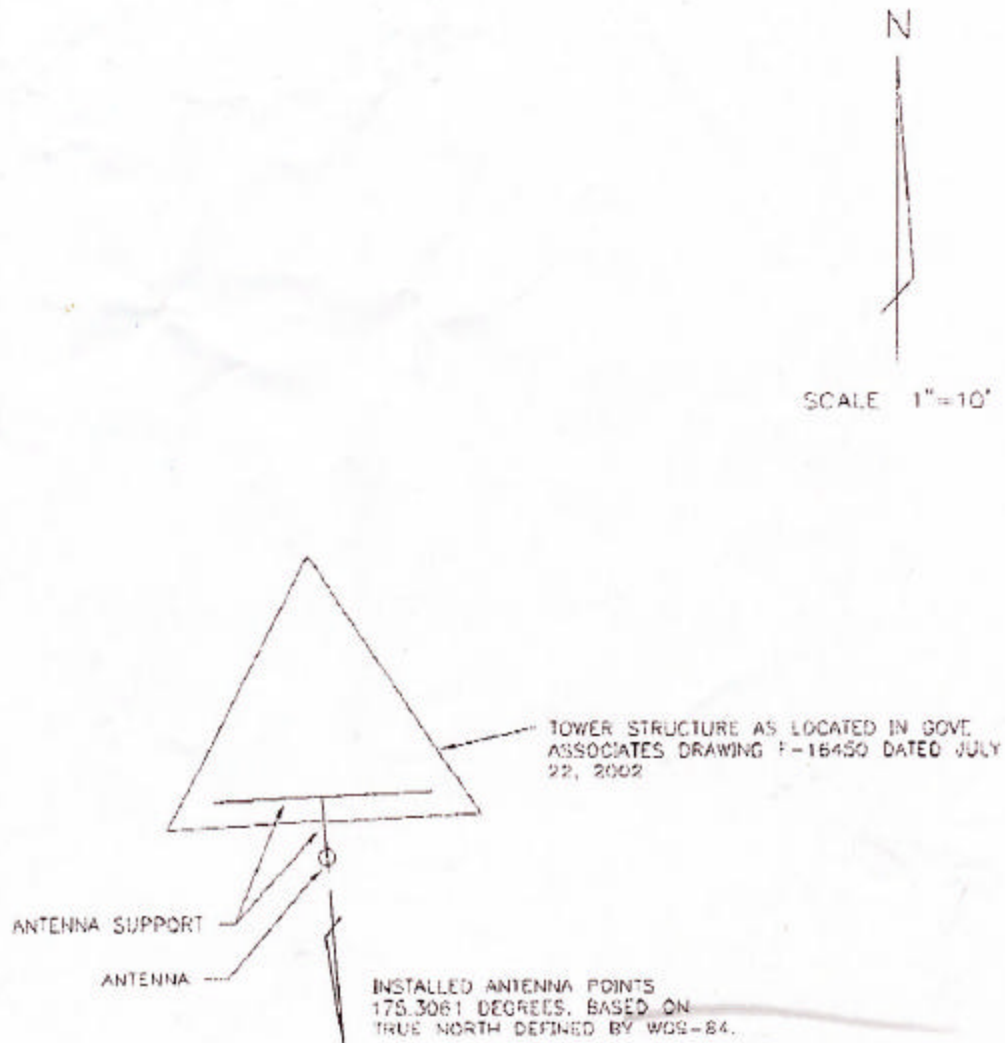 N
SCALE 1"=10'
TOWER STRUCTURE AS LOCATED IN GOVE
ASSOCIATES DRAWING F-16450 DATED JULY
22, 2002
ANTENNA SUPPORT
ANTENNA
INSTALLED ANTENNA POINTS
175.3061 DEGREES, BASED ON
TRUE NORTH DEFINED BY WGS-84.